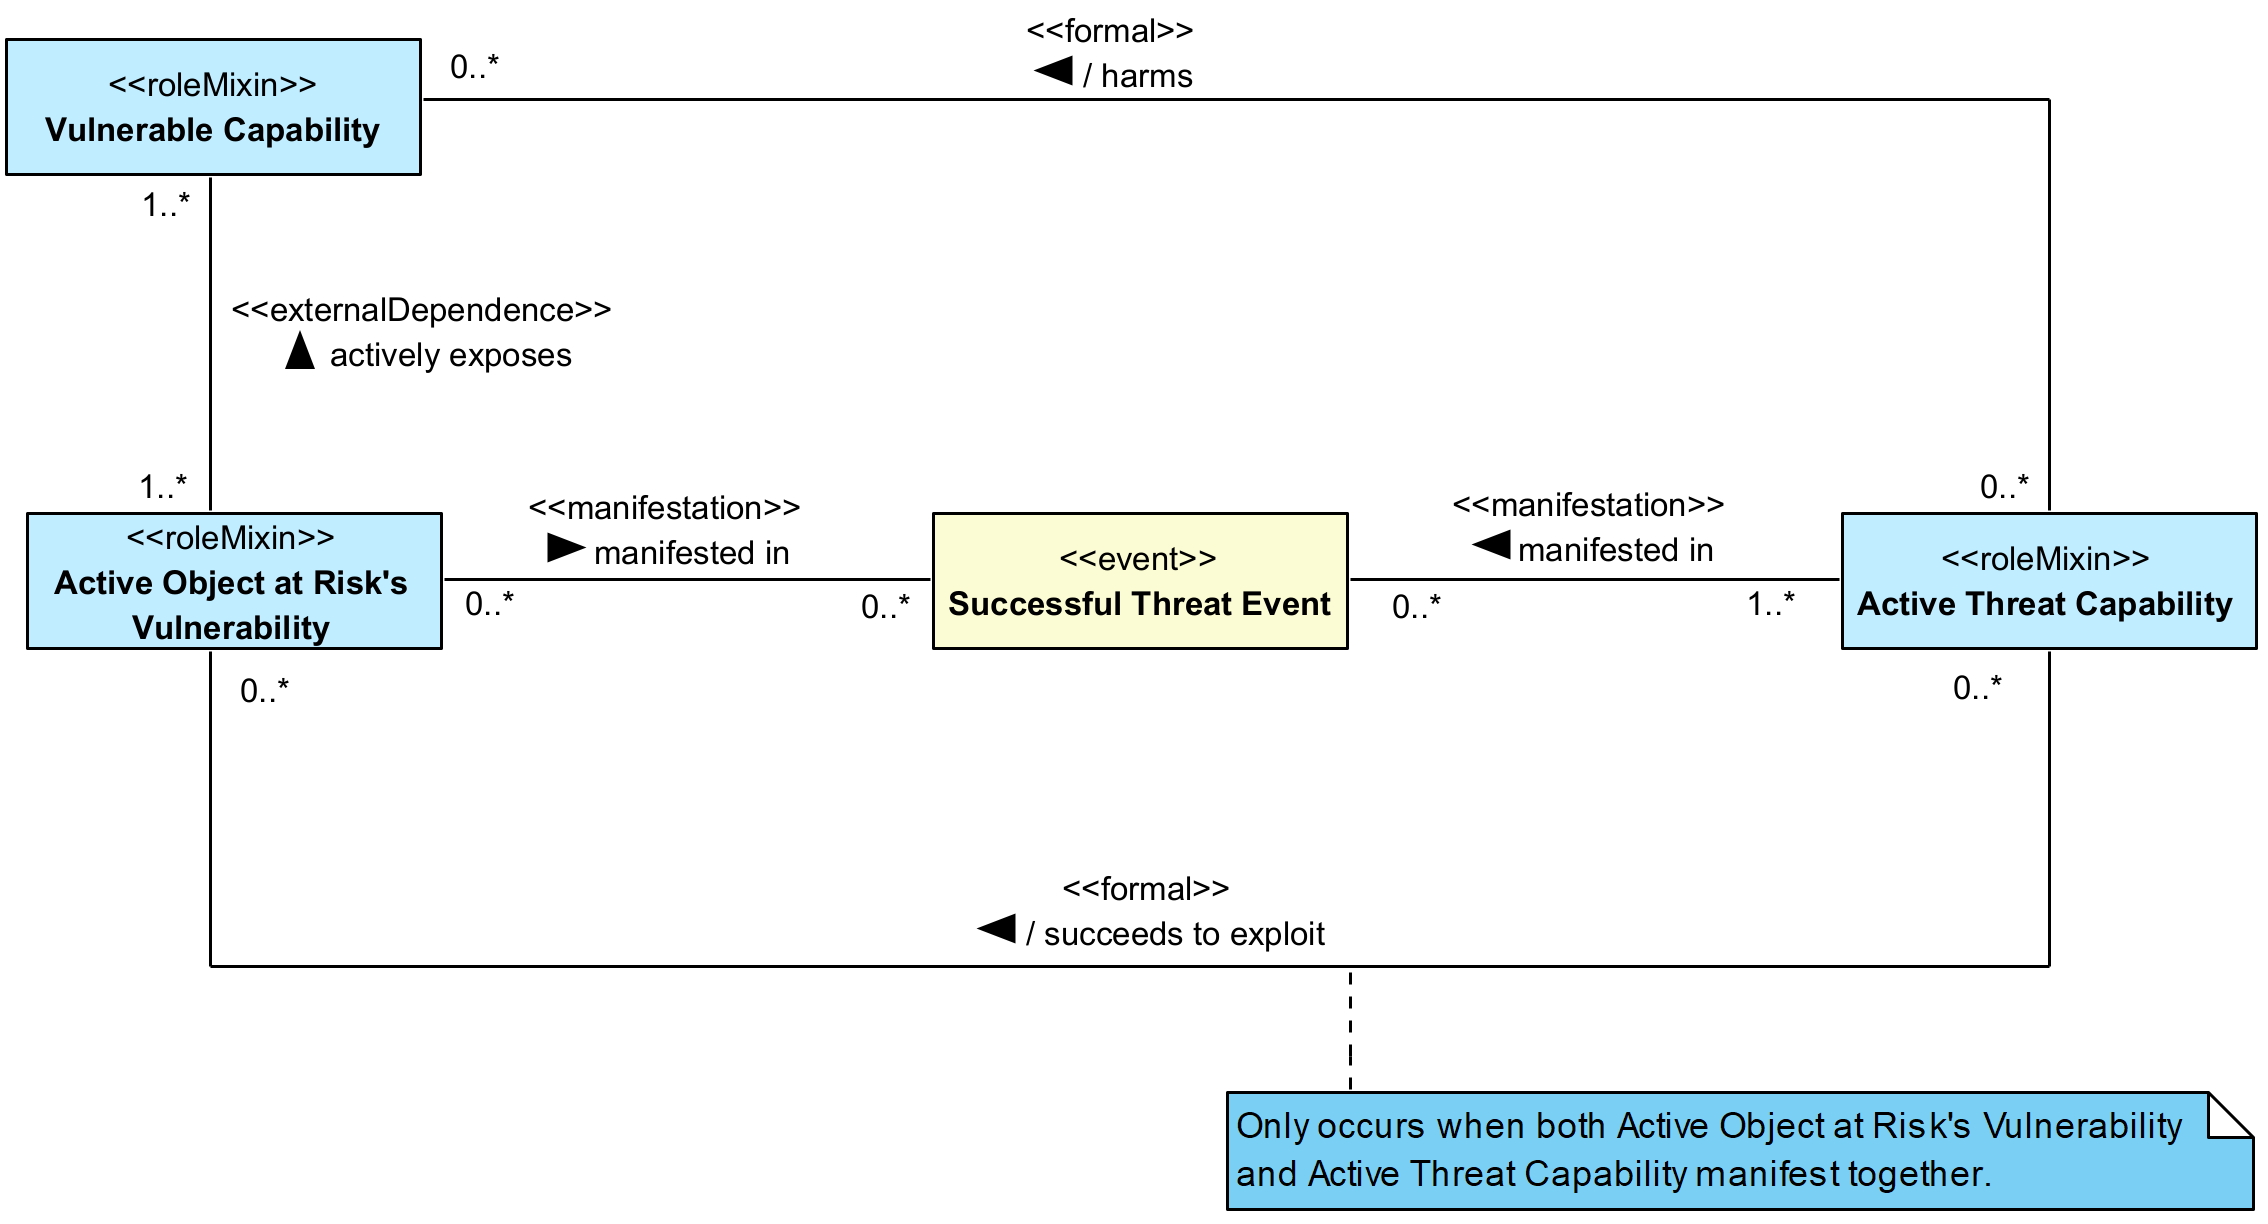 <<formal>>
/ harms
<<roleMixin>>
Vulnerable Capability
0..*
1..*
<<externalDependence>>
actively exposes
1..*
0..*
<<roleMixin>>
Active Object at Risk's
Vulnerability
<<manifestation>>
manifested in
0..*
0..*
<<event>>
Successful Threat Event
<<manifestation>>
manifested in
0..*
1..*
<<roleMixin>>
Active Threat Capability
0..*
0..*
<<formal>>
/ succeeds to exploit
Only occurs when both Active Object at Risk's Vulnerability
and Active Threat Capability manifest together.